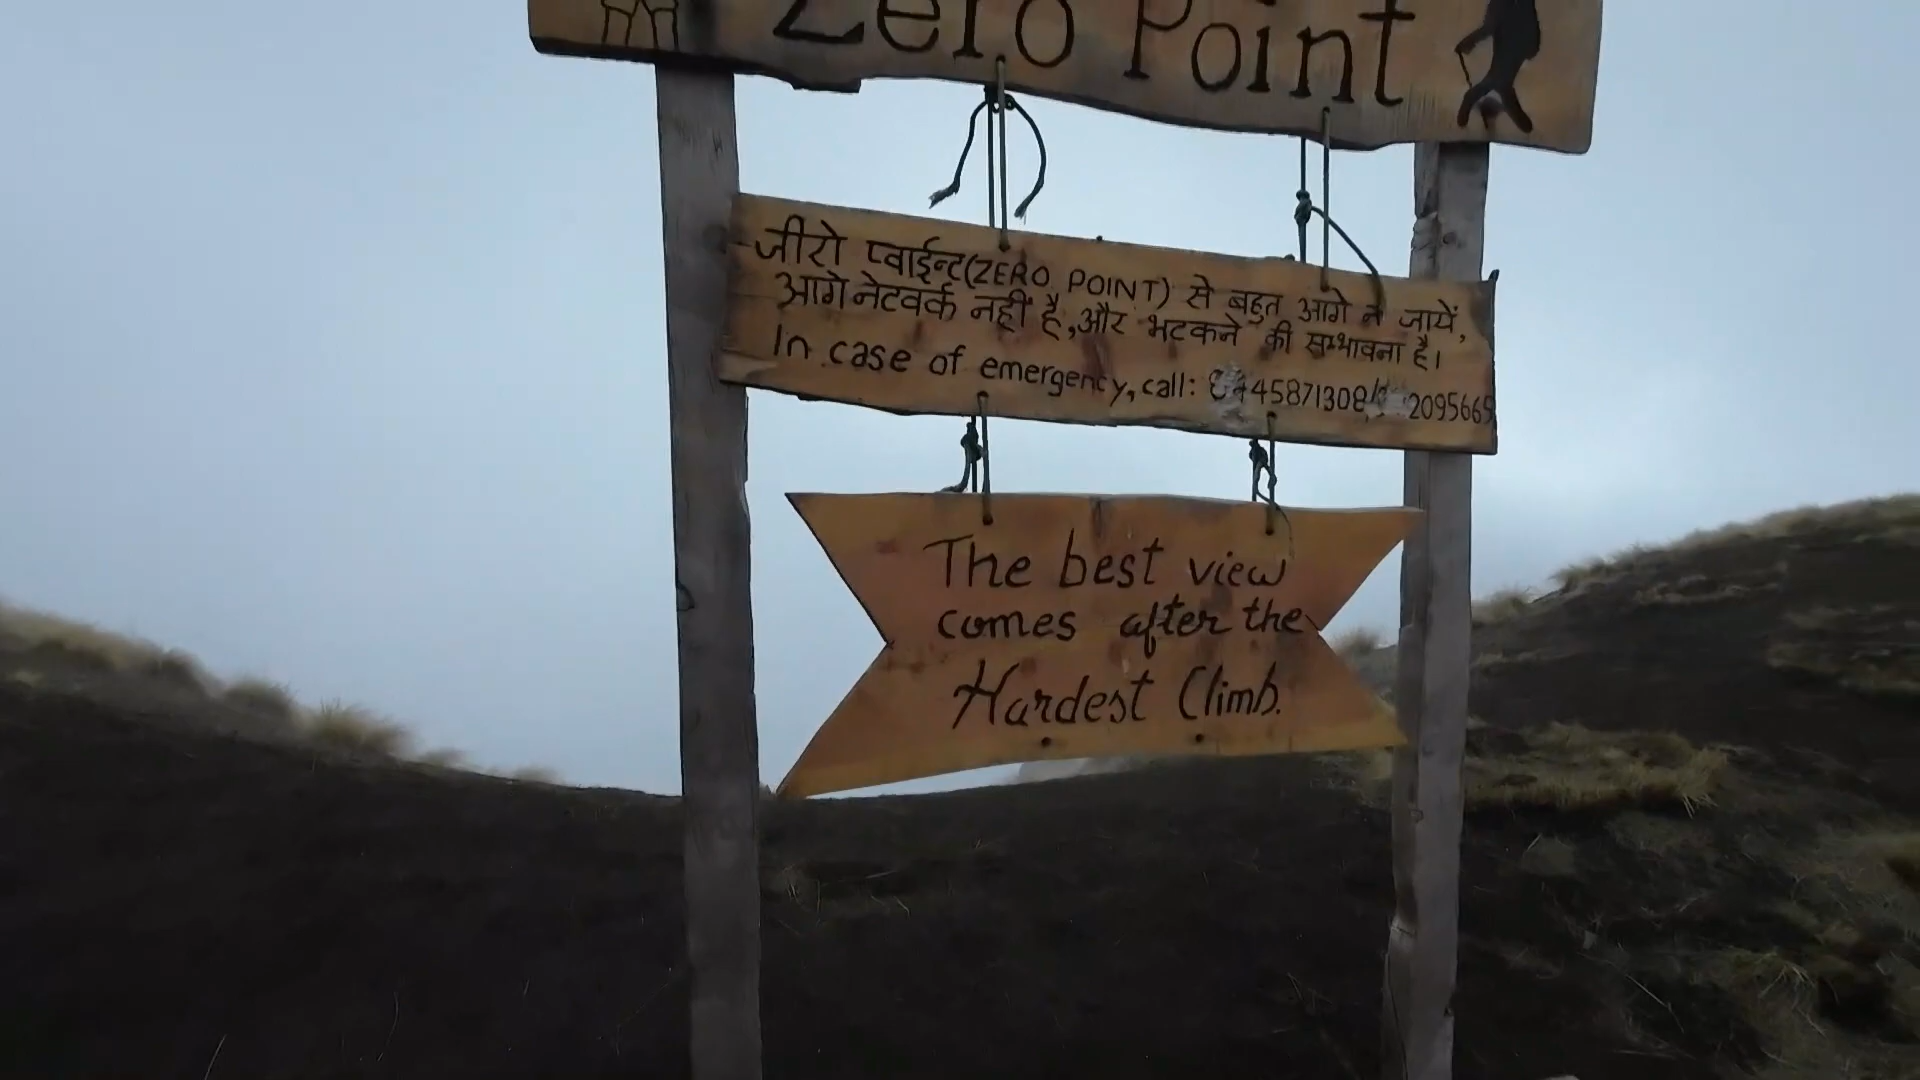 Zero Point
जीरो प्वाईन्ट(ZERO POINT) से बहुत आगे न जायें,
आगे नेटवर्क नहीं है,और भटकने की सम्भावना है।
In case of emergency, call:
The best view
comes after the
Hardest Climb.